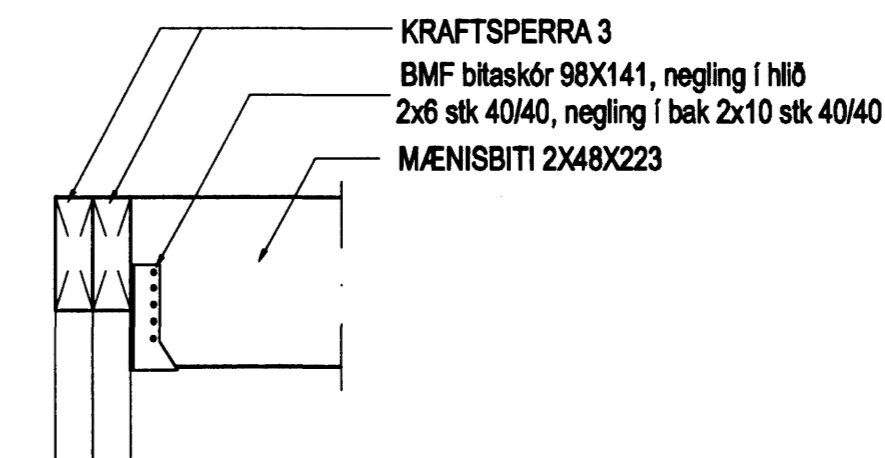 KRAFTSPERRA 3
BMF bitaskór 98X141, negling í hlið
2x6 stk 40/40, negling í bak 2x10 stk 40/40
MÆNISBITI 2X48X223